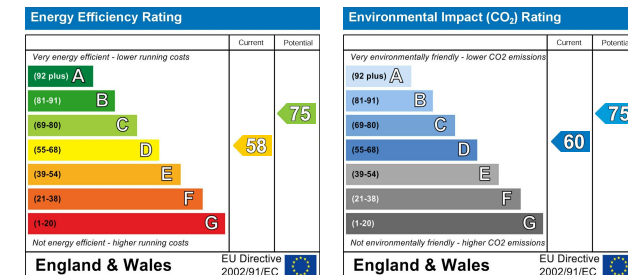 Energy Efficiency Rating
Current Potential
Very energy efficient - lower running costs
(92 plus) A
(81-91) B
(69-80) C
(55-68) D
(39-54) E
(21-38) F
(1-20) G
58
75
Not energy efficient - higher running costs
England & Wales
EU Directive
2002/91/EC
Environmental Impact (CO2) Rating
Current Potential
Very environmentally friendly - lower CO2 emissions
(92 plus) A
(81-91) B
(69-80) C
(55-68) D
(39-54) E
(21-38) F
(1-20) G
60
75
Not environmentally friendly - higher CO2 emissions
England & Wales
EU Directive
2002/91/EC